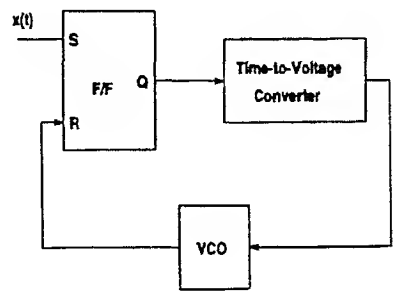 x(t)
S
F/F
Q
R
Time-to-Voltage
Converter
VCO